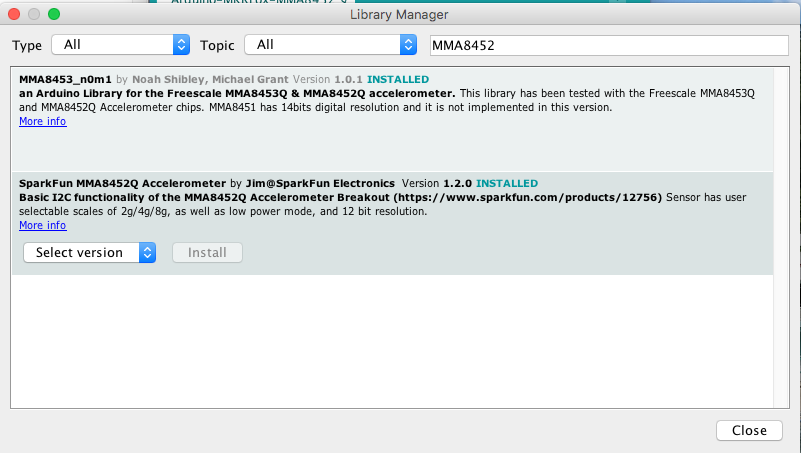 Library Manager
Type All Topic All MMA8452
MMA8453_n0m1 by Noah Shibley, Michael Grant Version 1.0.1 INSTALLED
an Arduino Library for the Freescale MMA8453Q & MMA8452Q accelerometer. This library has been tested with the Freescale MMA8453Q
and MMA8452Q Accelerometer chips. MMA8451 has 14bits digital resolution and it is not implemented in this version.
More info
SparkFun MMA8452Q Accelerometer by Jim@SparkFun Electronics Version 1.2.0 INSTALLED
Basic I2C functionality of the MMA8452Q Accelerometer Breakout (https://www.sparkfun.com/products/12756) Sensor has user
selectable scales of 2g/4g/8g, as well as low power mode, and 12 bit resolution.
More info
Select version Install
Close